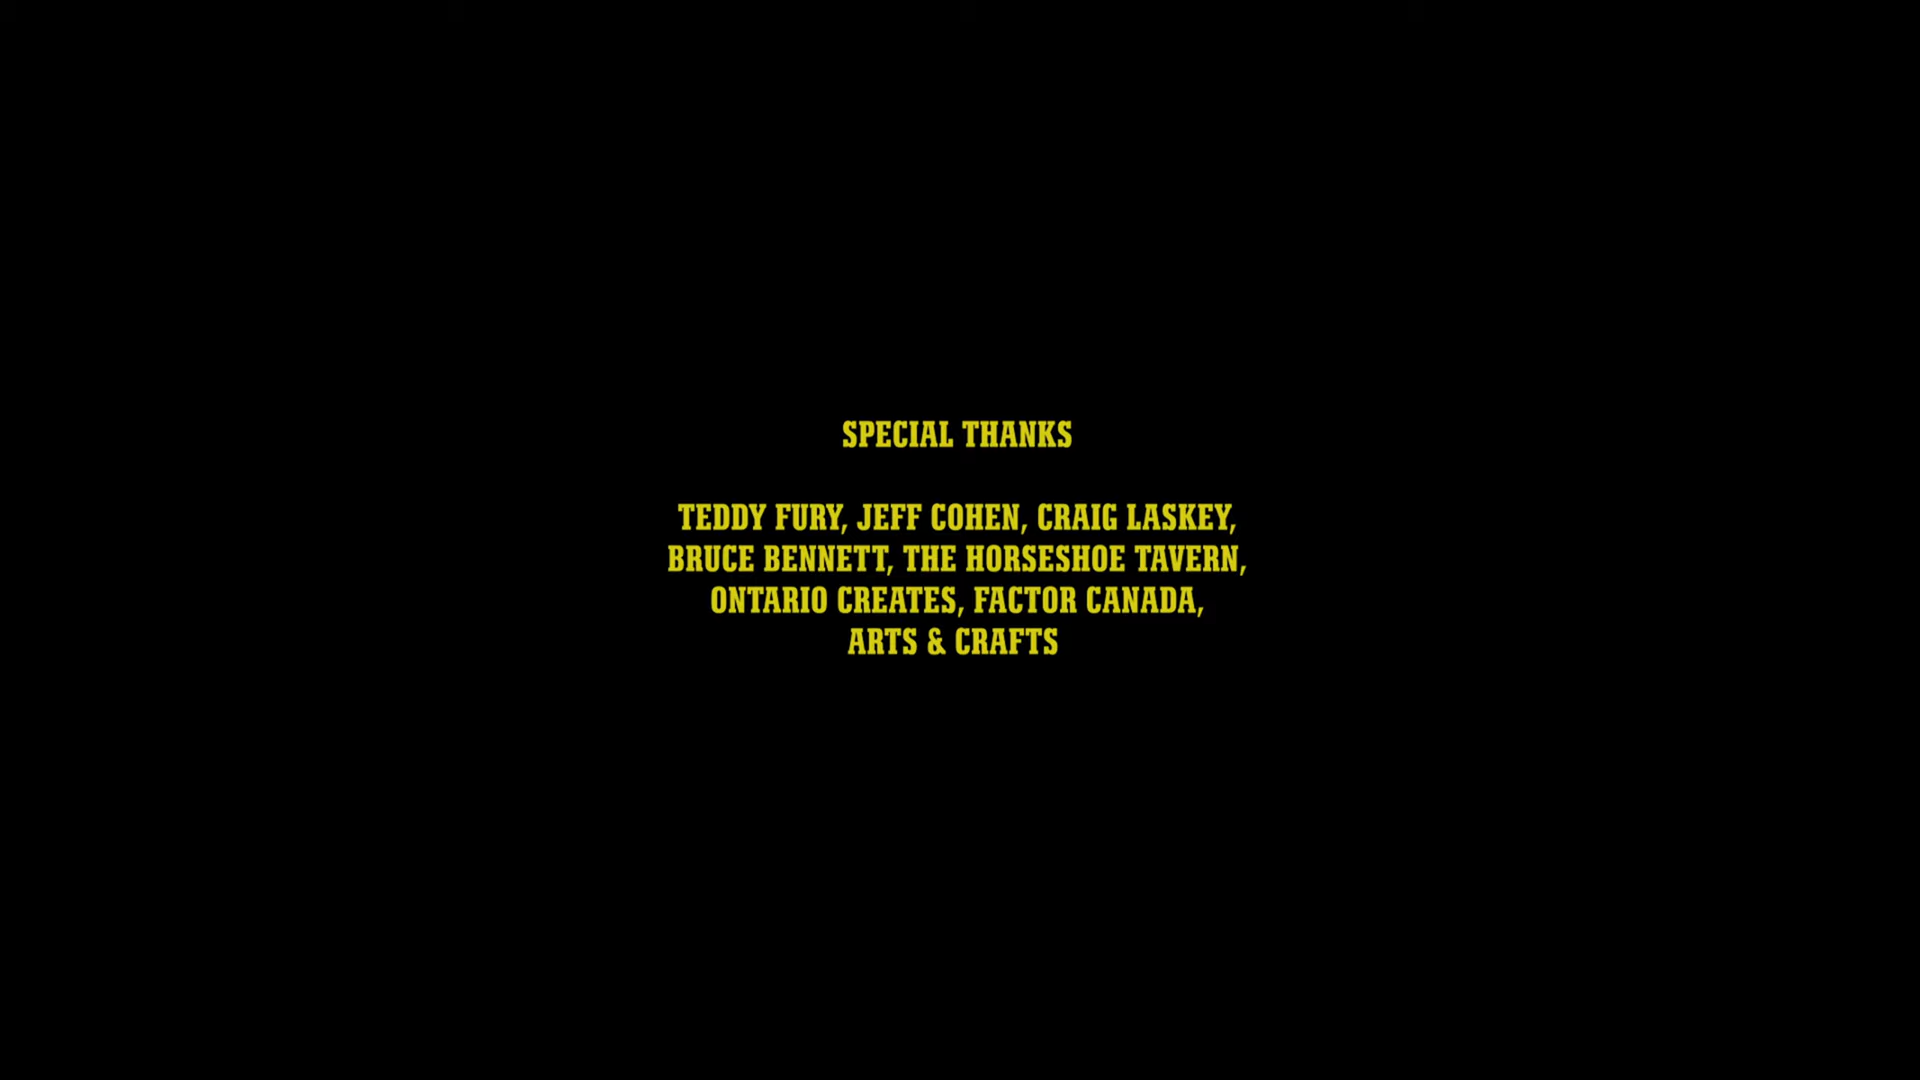 SPECIAL THANKS
TEDDY FURY, JEFF COHEN, CRAIG LASKEY,
BRUCE BENNETT, THE HORSESHOE TAVERN,
ONTARIO CREATES, FACTOR CANADA,
ARTS & CRAFTS